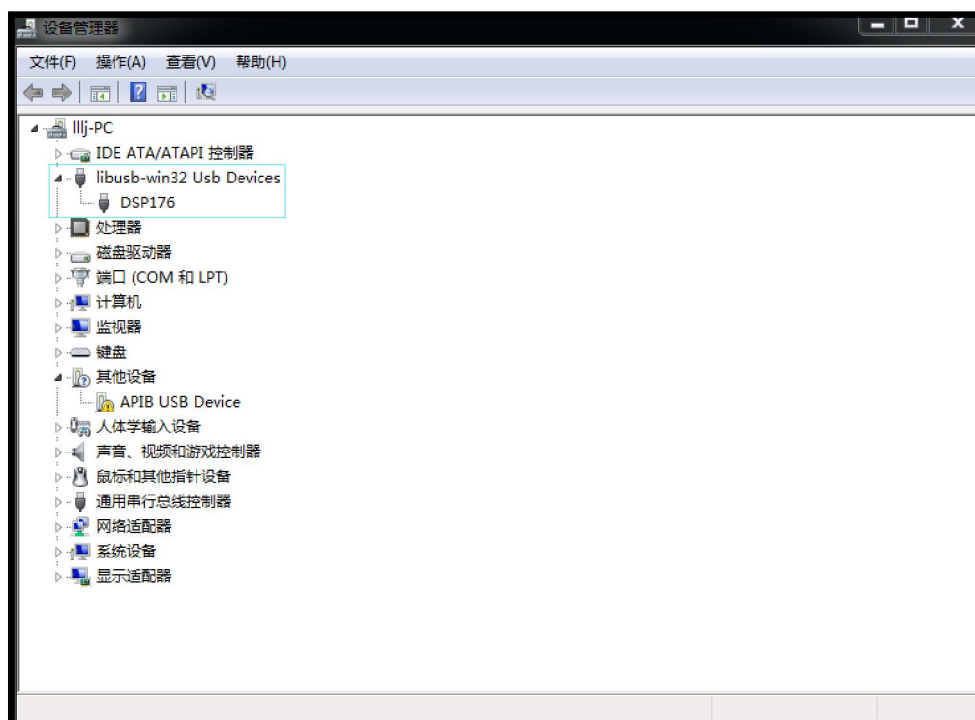 设备管理器
文件(F) 操作(A) 查看(V) 帮助(H)
lllj-PC
IDE ATA/ATAPI 控制器
libusb-win32 Usb Devices
DSP176
处理器
磁盘驱动器
端口 (COM 和 LPT)
计算机
监视器
键盘
其他设备
APIB USB Device
人体学输入设备
声音、视频和游戏控制器
鼠标和其他指针设备
通用串行总线控制器
网络适配器
系统设备
显示适配器